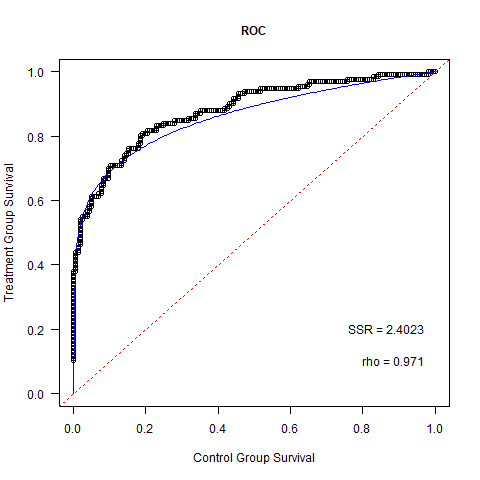 ROC
Treatment Group Survival
1.0
0.8
0.6
0.4
0.2
0.0
SSR = 2.4023
rho = 0.971
0.0 0.2 0.4 0.6 0.8 1.0
Control Group Survival